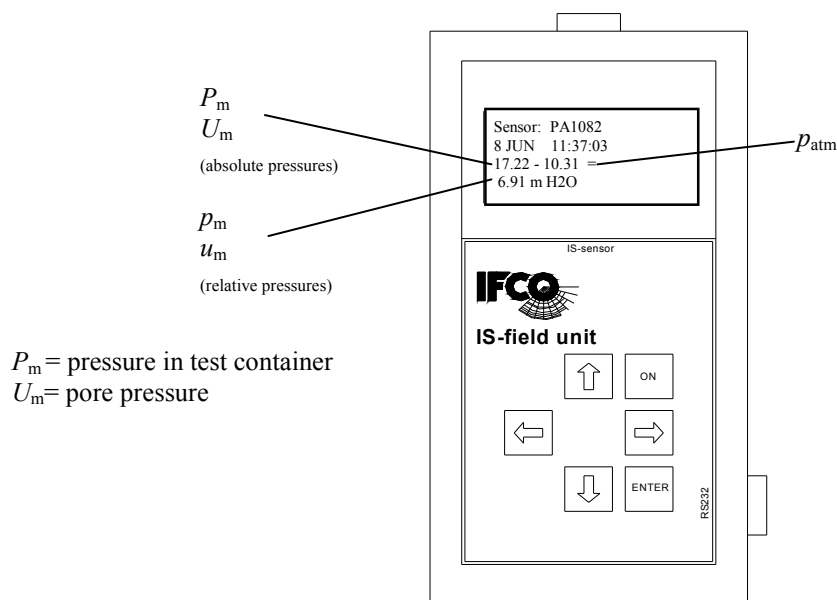 P_m
U_m
(absolute pressures)
p_m
u_m
(relative pressures)
P_m = pressure in test container
U_m= pore pressure
Sensor: PA1082
8 JUN 11:37:03
17.22 - 10.31 =
6.91 m H2O
p_atm
IS-sensor
IFCO
IS-field unit
ON
ENTER
RS232